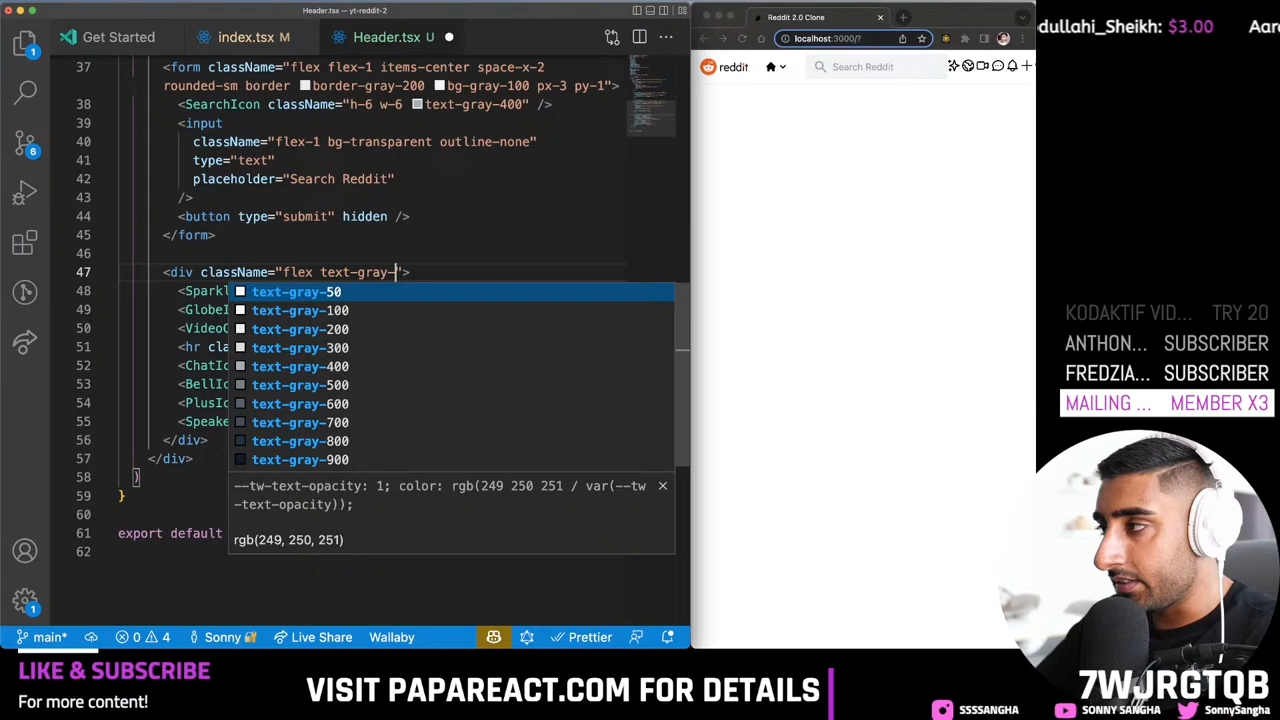 Header.tsx — yt-reddit-2
Get Started
index.tsx M
Header.tsx U
37 <form className="flex flex-1 items-center space-x-2
rounded-sm border border-gray-200 bg-gray-100 px-3 py-1">
38 <SearchIcon className="h-6 w-6 text-gray-400" />
39 <input
40 className="flex-1 bg-transparent outline-none"
41 type="text"
42 placeholder="Search Reddit"
43 />
44 <button type="submit" hidden />
45 </form>
46
47 <div className="flex text-gray-">
48 <Sparkl
49 <GlobeI
50 <VideoC
51 <hr cla
52 <ChatIc
53 <BellIc
54 <PlusIc
55 <Speake
56 </div>
57 </div>
58 )
59 }
60
61 export default
62
text-gray-50
text-gray-100
text-gray-200
text-gray-300
text-gray-400
text-gray-500
text-gray-600
text-gray-700
text-gray-800
text-gray-900
--tw-text-opacity: 1; color: rgb(249 250 251 / var(--tw
-text-opacity));
rgb(249, 250, 251)
1
6
1
main*
0 4
Sonny
Live Share
Wallaby
Prettier
Reddit 2.0 Clone
localhost:3000/?
reddit
Search Reddit
dullahi_Sheikh: $3.00
Aar
KODAKTIF VID... TRY 20
ANTHON... SUBSCRIBER
FREDZIA... SUBSCRIBER
MAILING ... MEMBER X3
LIKE & SUBSCRIBE
For more content!
VISIT PAPAREACT.COM FOR DETAILS
7WJRGTQB
SSSSANGHA
SONNY SANGHA
SonnySangha